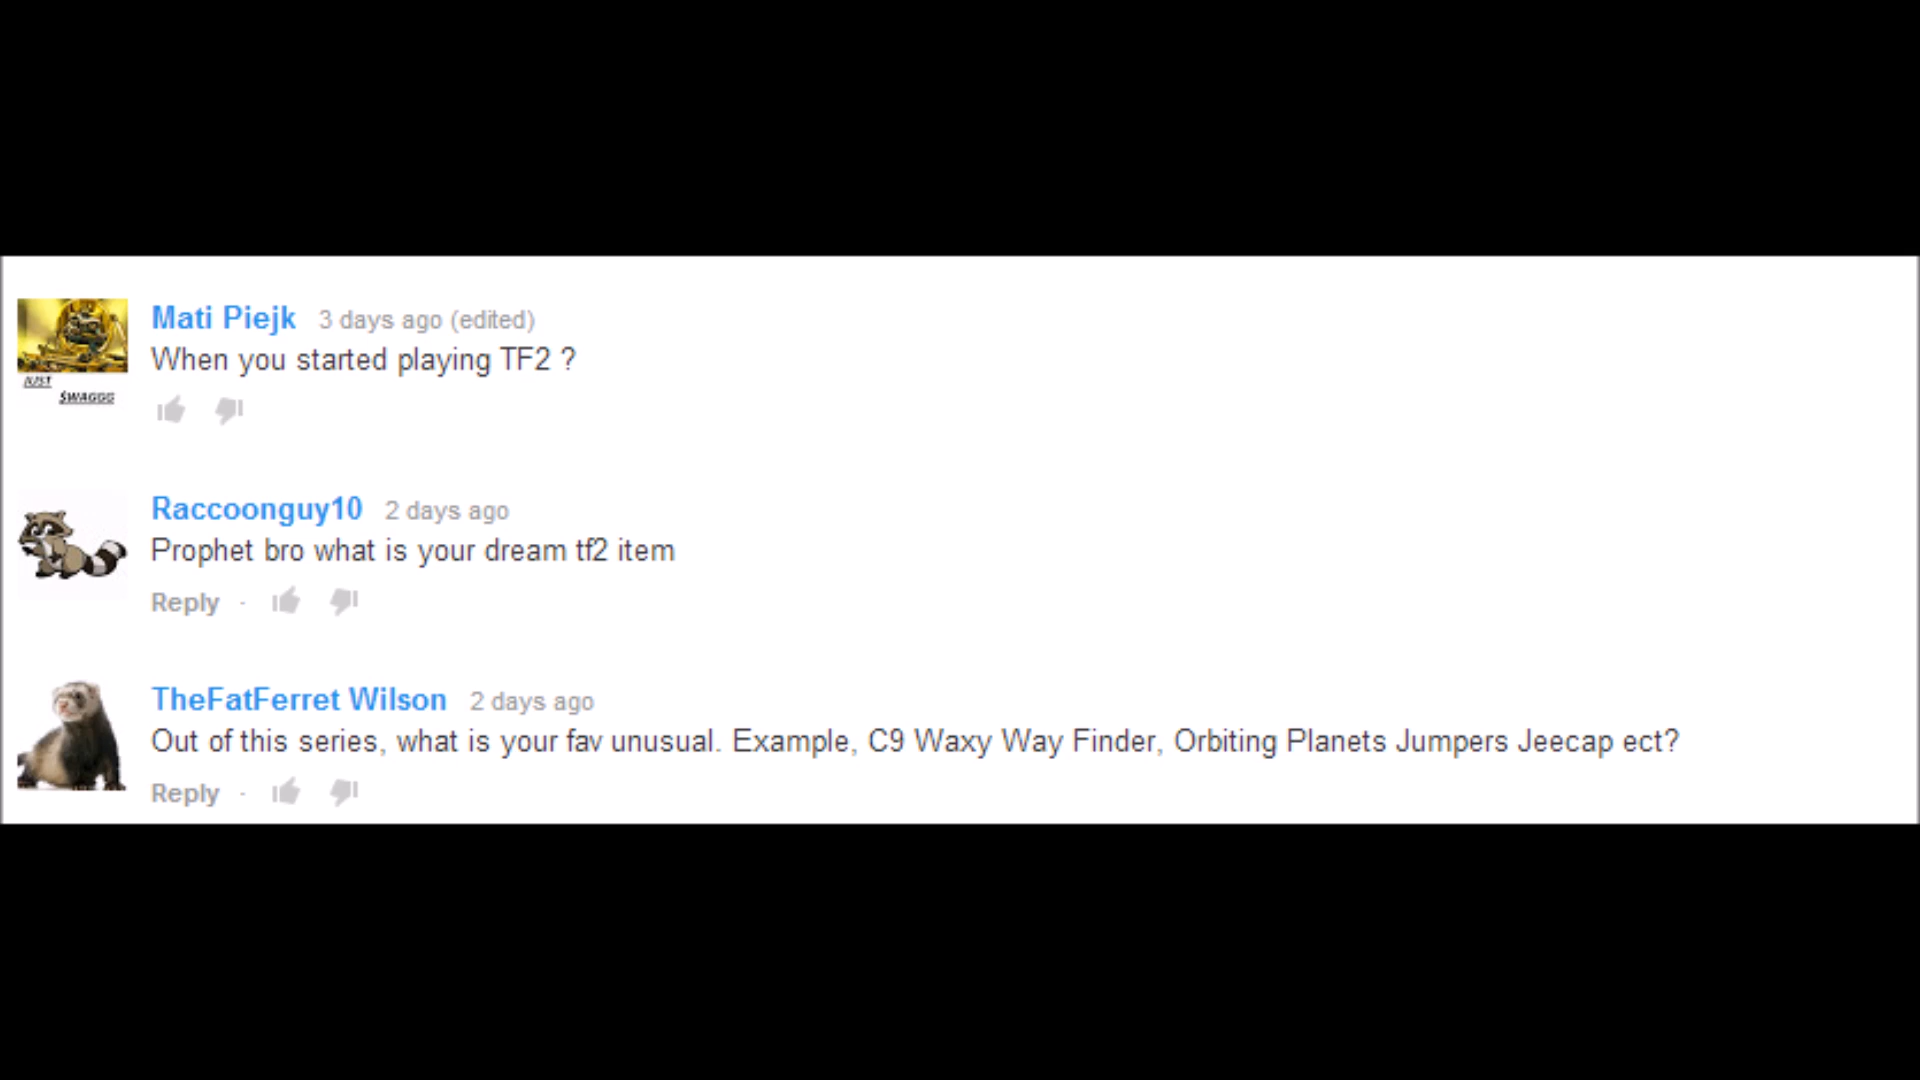 Mati Piejk 3 days ago (edited)
When you started playing TF2 ?
JUST
SWAGGG
Raccoonguy10 2 days ago
Prophet bro what is your dream tf2 item
Reply ·
TheFatFerret Wilson 2 days ago
Out of this series, what is your fav unusual. Example, C9 Waxy Way Finder, Orbiting Planets Jumpers Jeecap ect?
Reply ·